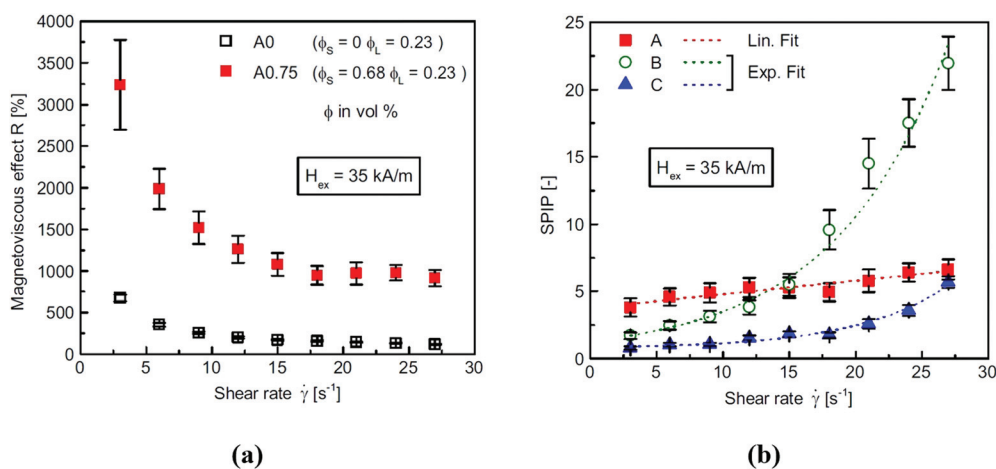 Magnetoviscous effect R [%]
4000
3500
3000
2500
2000
1500
1000
500
0
A0 (ϕS = 0 ϕL = 0.23 )
A0.75 (ϕS = 0.68 ϕL = 0.23 )
ϕ in vol %
Hex = 35 kA/m
0 5 10 15 20 25 30
Shear rate γ̇ [s-1]
(a)
SPIP [-]
25
20
15
10
5
0
A Lin. Fit
B
Exp. Fit
C
Hex = 35 kA/m
0 5 10 15 20 25 30
Shear rate γ̇ [s-1]
(b)